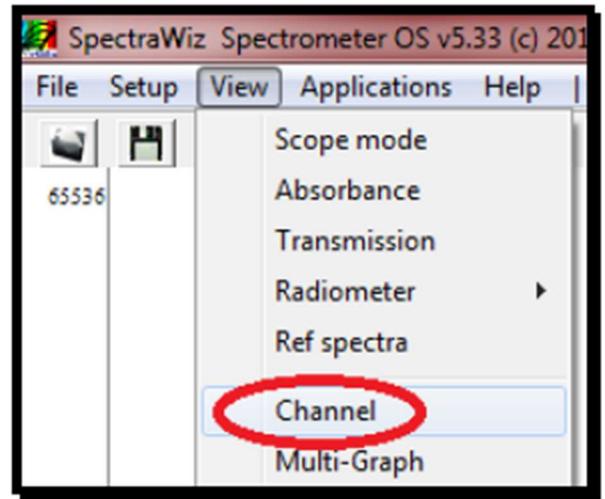 SpectraWiz Spectrometer OS v5.33 (c) 201
File Setup View Applications Help |
Scope mode
65536
Absorbance
Transmission
Radiometer
Ref spectra
Channel
Multi-Graph